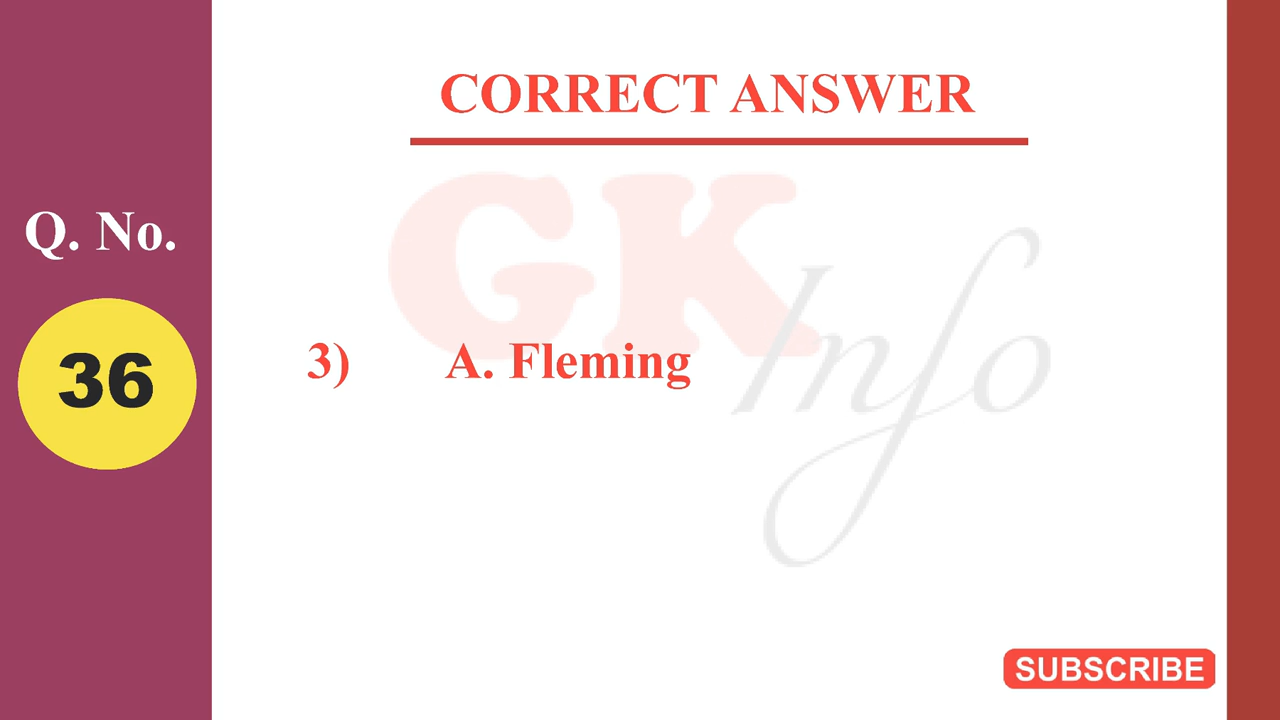 CORRECT ANSWER
Q. No.
36
GK Info
3) A. Fleming
SUBSCRIBE